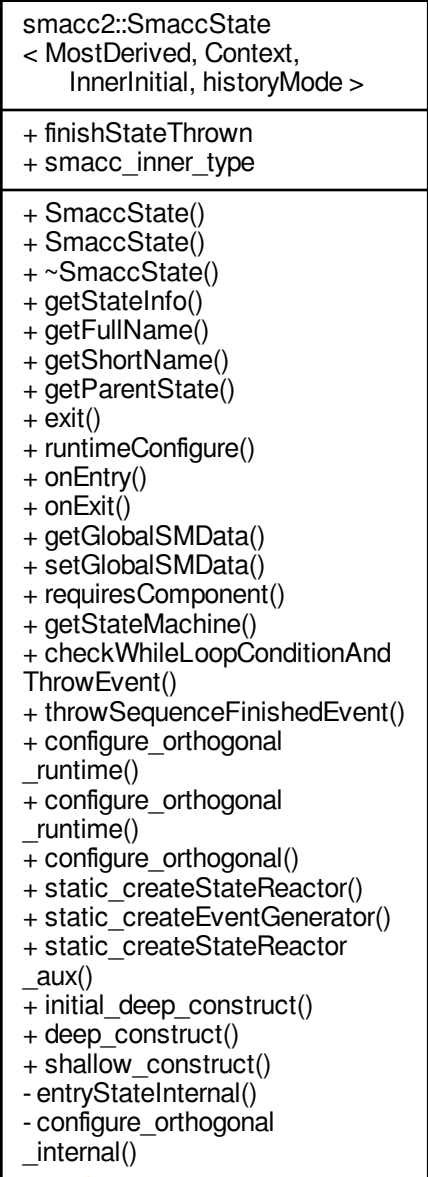 smacc2::SmaccState
< MostDerived, Context,
InnerInitial, historyMode >
+ finishStateThrown
+ smacc_inner_type
+ SmaccState()
+ SmaccState()
+ ~SmaccState()
+ getStateInfo()
+ getFullName()
+ getShortName()
+ getParentState()
+ exit()
+ runtimeConfigure()
+ onEntry()
+ onExit()
+ getGlobalSMData()
+ setGlobalSMData()
+ requiresComponent()
+ getStateMachine()
+ checkWhileLoopConditionAnd
ThrowEvent()
+ throwSequenceFinishedEvent()
+ configure_orthogonal
_runtime()
+ configure_orthogonal
_runtime()
+ configure_orthogonal()
+ static_createStateReactor()
+ static_createEventGenerator()
+ static_createStateReactor
_aux()
+ initial_deep_construct()
+ deep_construct()
+ shallow_construct()
- entryStateInternal()
- configure_orthogonal
_internal()